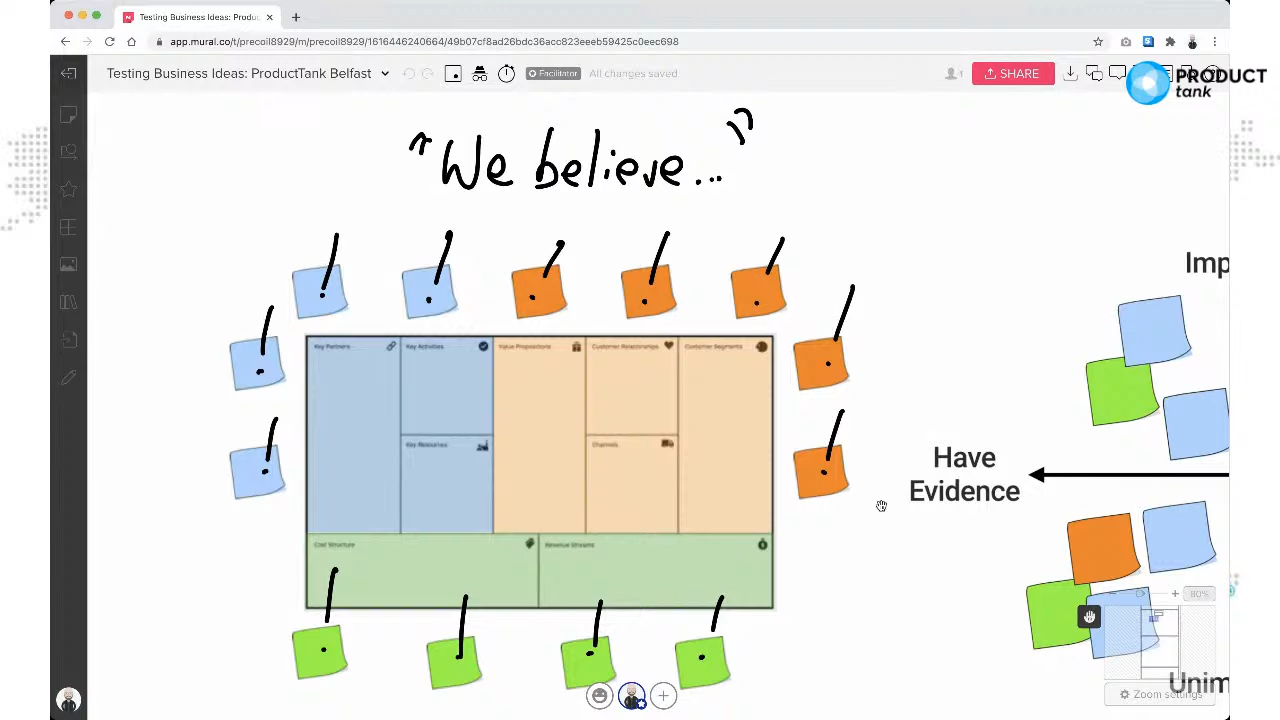 Testing Business Ideas: Produc
app.mural.co/t/precoil8929/m/precoil8929/1616446240664/49b07cf8ad26bdc36acc823eeeb59425c0eec698
Testing Business Ideas: ProductTank Belfast
Facilitator
All changes saved
1
SHARE
PRODUCT
tank
"We believe..."
Imp
Key Partners
Key Activities
Value Propositions
Customer Relationships
Customer Segments
Key Resources
Channels
Have
Evidence
Cost Structure
Revenue Streams
80%
Unim
Zoom settings